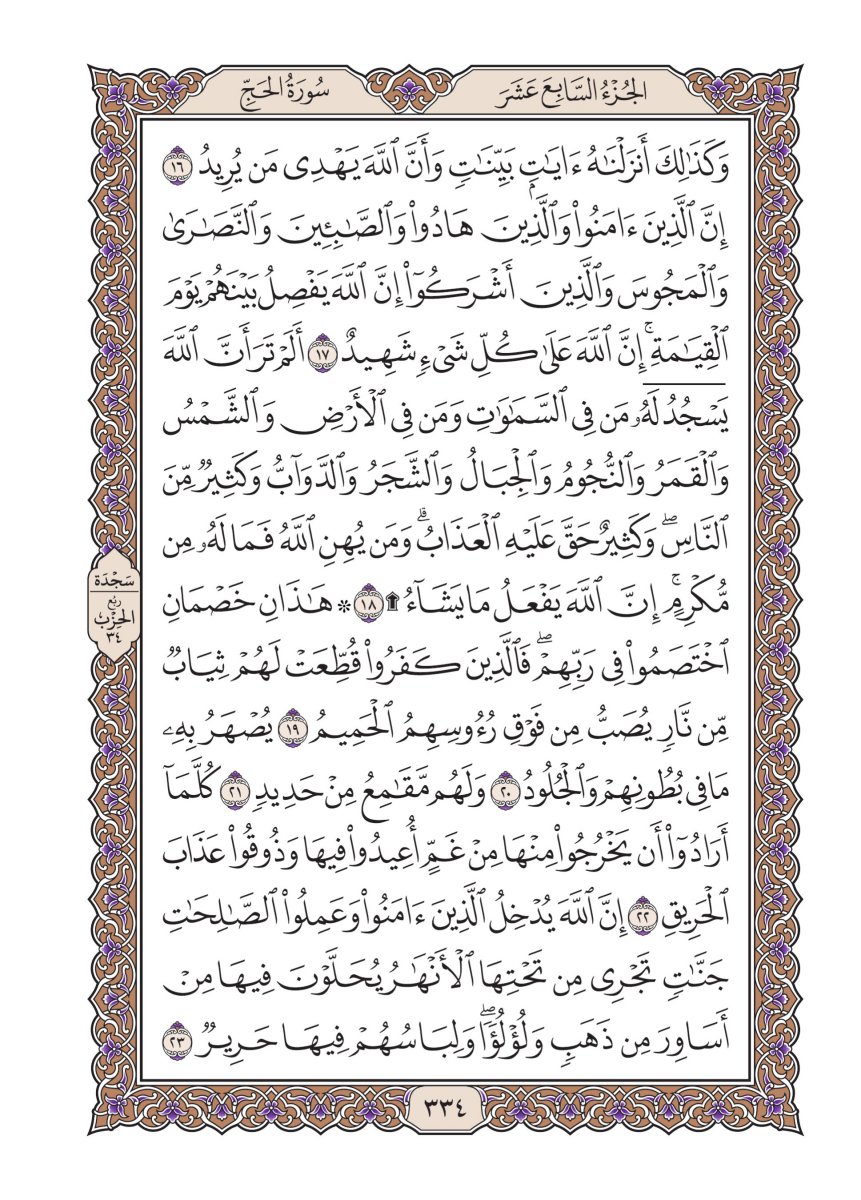 الجُزْءُ السَّابِعَ عَشَرَ
سُورَةُ الحَجِّ
وَكَذَٰلِكَ أَنزَلْنَٰهُ ءَايَٰتِۭ بَيِّنَٰتٖ وَأَنَّ ٱللَّهَ يَهْدِى مَن يُرِيدُ ١٦
إِنَّ ٱلَّذِينَ ءَامَنُوا۟ وَٱلَّذِينَ هَادُوا۟ وَٱلصَّٰبِـِٔينَ وَٱلنَّصَٰرَىٰ
وَٱلْمَجُوسَ وَٱلَّذِينَ أَشْرَكُوٓا۟ إِنَّ ٱللَّهَ يَفْصِلُ بَيْنَهُمْ يَوْمَ
ٱلْقِيَٰمَةِۚ إِنَّ ٱللَّهَ عَلَىٰ كُلِّ شَىْءٖ شَهِيدٌ ١٧ أَلَمْ تَرَ أَنَّ ٱللَّهَ
يَسْجُدُ لَهُۥ مَن فِى ٱلسَّمَٰوَٰتِ وَمَن فِى ٱلْأَرْضِ وَٱلشَّمْسُ
وَٱلْقَمَرُ وَٱلنُّجُومُ وَٱلْجِبَالُ وَٱلشَّجَرُ وَٱلدَّوَآبُّ وَكَثِيرٌ مِّنَ
ٱلنَّاسِۖ وَكَثِيرٌ حَقَّ عَلَيْهِ ٱلْعَذَابُۗ وَمَن يُهِنِ ٱللَّهُ فَمَا لَهُۥ مِن
مُّكْرِمٍۚ إِنَّ ٱللَّهَ يَفْعَلُ مَا يَشَآءُ ۩ ١٨ ۞ هَٰذَانِ خَصْمَانِ
ٱخْتَصَمُوا۟ فِى رَبِّهِمْۖ فَٱلَّذِينَ كَفَرُوا۟ قُطِّعَتْ لَهُمْ ثِيَابٌ
مِّن نَّارٖ يُصَبُّ مِن فَوْقِ رُءُوسِهِمُ ٱلْحَمِيمُ ١٩ يُصْهَرُ بِهِۦ
مَا فِى بُطُونِهِمْ وَٱلْجُلُودُ ٢٠ وَلَهُم مَّقَٰمِعُ مِنْ حَدِيدٖ ٢١ كُلَّمَآ
أَرَادُوٓا۟ أَن يَخْرُجُوا۟ مِنْهَا مِنْ غَمٍّ أُعِيدُوا۟ فِيهَا وَذُوقُوا۟ عَذَابَ
ٱلْحَرِيقِ ٢٢ إِنَّ ٱللَّهَ يُدْخِلُ ٱلَّذِينَ ءَامَنُوا۟ وَعَمِلُوا۟ ٱلصَّٰلِحَٰتِ
جَنَّٰتٖ تَجْرِى مِن تَحْتِهَا ٱلْأَنْهَٰرُ يُحَلَّوْنَ فِيهَا مِنْ
أَسَاوِرَ مِن ذَهَبٖ وَلُؤْلُؤًاۖ وَلِبَاسُهُمْ فِيهَا حَرِيرٌ ٢٣
سَجْدَة
رُبُع
الحِزْب
٣٤
٣٣٤